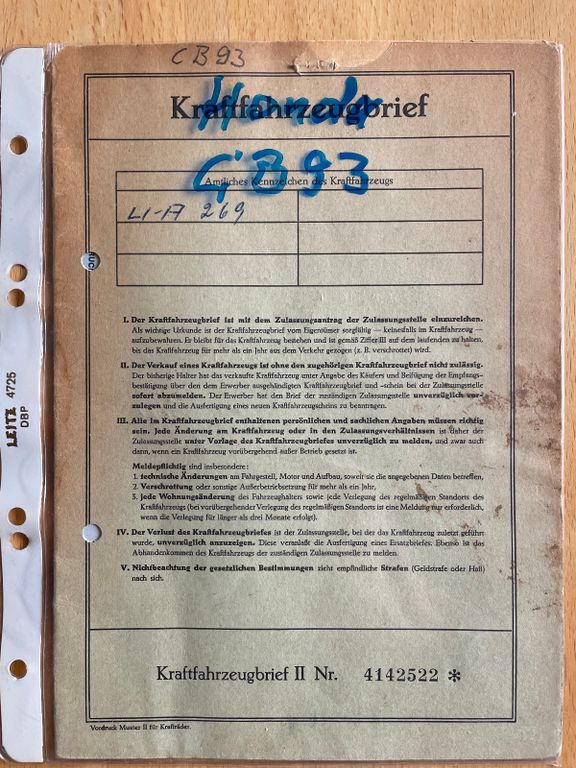 CB93
Kraftfahrzeugbrief
Honda
CB93
Amtliches Kennzeichen des Kraftfahrzeugs
LI-A 269
I. Der Kraftfahrzeugbrief ist mit dem Zulassungsantrag der Zulassungsstelle einzureichen.
Als wichtige Urkunde ist der Kraftfahrzeugbrief vom Eigentümer sorgfältig — keinesfalls im Kraftfahrzeug —
aufzubewahren. Er bleibt für das Kraftfahrzeug bestehen und ist gemäß Ziffer III auf dem laufenden zu halten,
bis das Kraftfahrzeug für mehr als ein Jahr aus dem Verkehr gezogen (z. B. verschrottet) wird.
II. Der Verkauf eines Kraftfahrzeugs ist ohne den zugehörigen Kraftfahrzeugbrief nicht zulässig.
Der bisherige Halter hat das verkaufte Kraftfahrzeug unter Angabe des Käufers und Beifügung der Empfangs-
bestätigung über den dem Erwerber ausgehändigten Kraftfahrzeugbrief und -schein bei der Zulassungsstelle
sofort abzumelden. Der Erwerber hat den Brief der zuständigen Zulassungsstelle unverzüglich vor-
zulegen und die Ausfertigung eines neuen Kraftfahrzeugscheins zu beantragen.
III. Alle im Kraftfahrzeugbrief enthaltenen persönlichen und sachlichen Angaben müssen richtig
sein. Jede Änderung am Kraftfahrzeug oder in den Zulassungsverhältnissen ist daher der
Zulassungsstelle unter Vorlage des Kraftfahrzeugbriefes unverzüglich zu melden, und zwar auch
dann, wenn ein Kraftfahrzeug vorübergehend außer Betrieb gesetzt ist.
Meldepflichtig sind insbesondere:
1. technische Änderungen am Fahrgestell, Motor und Aufbau, soweit sie die angegebenen Daten betreffen,
2. Verschrottung oder sonstige Außerbetriebsetzung für mehr als ein Jahr,
3. jede Wohnungsänderung des Fahrzeughalters sowie jede Verlegung des regelmäßigen Standorts des
Kraftfahrzeugs (bei vorübergehender Verlegung des regelmäßigen Standorts ist eine Meldung nur erforderlich,
wenn die Verlegung für länger als drei Monate erfolgt).
IV. Der Verlust des Kraftfahrzeugbriefes ist der Zulassungsstelle, bei der das Kraftfahrzeug zuletzt geführt
wurde, unverzüglich anzuzeigen. Diese veranlaßt die Ausfertigung eines Ersatzbriefes. Ebenso ist das
Abhandenkommen des Kraftfahrzeugs der zuständigen Zulassungsstelle zu melden.
V. Nichtbeachtung der gesetzlichen Bestimmungen zieht empfindliche Strafen (Geldstrafe oder Haft)
nach sich.
Kraftfahrzeugbrief II Nr. 4142522 *
Vordruck Muster II für Krafträder.
LEITZ 4725
DBP